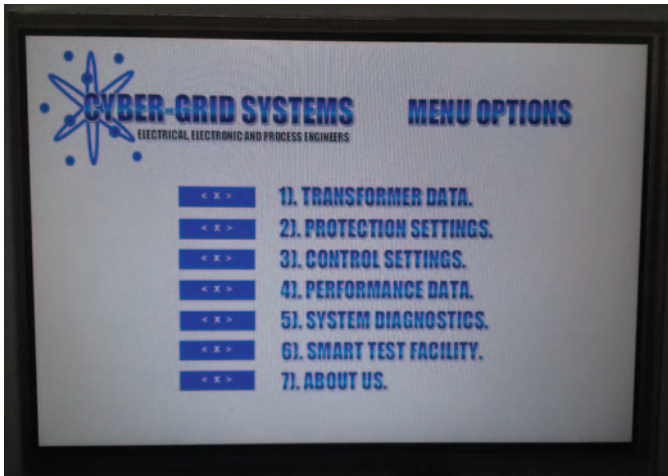 CYBER-GRID SYSTEMS
ELECTRICAL, ELECTRONIC AND PROCESS ENGINEERS
MENU OPTIONS
< X > 1). TRANSFORMER DATA.
< X > 2). PROTECTION SETTINGS.
< X > 3). CONTROL SETTINGS.
< X > 4). PERFORMANCE DATA.
< X > 5). SYSTEM DIAGNOSTICS.
< X > 6). SMART TEST FACILITY.
< X > 7). ABOUT US.